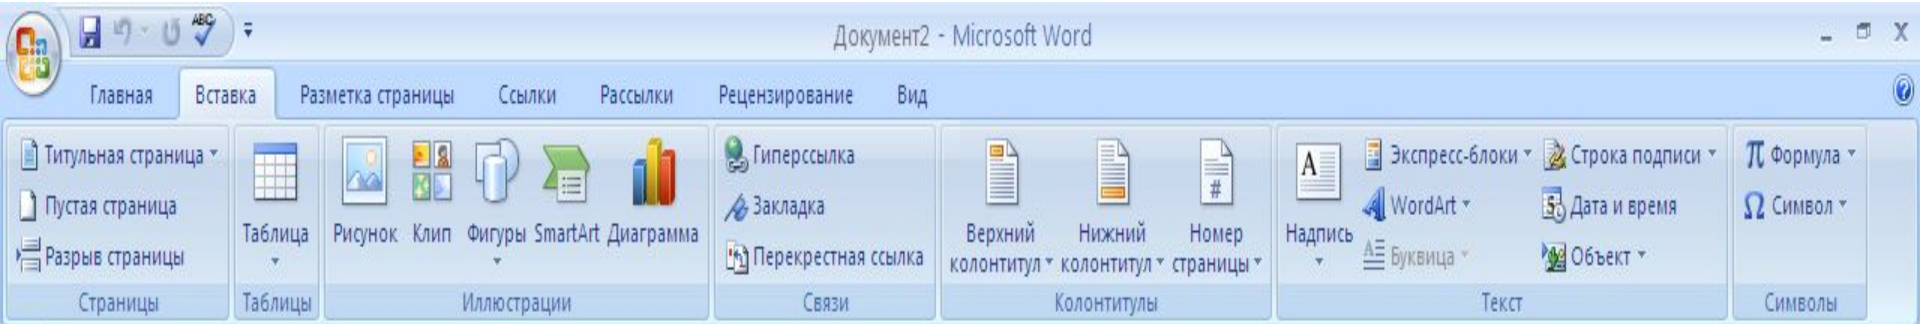 ABC
Документ2 - Microsoft Word
Главная Вставка Разметка страницы Ссылки Рассылки Рецензирование Вид
Титульная страница
Пустая страница
Разрыв страницы
Страницы
Таблица
Таблицы
Рисунок Клип Фигуры SmartArt Диаграмма
Иллюстрации
Гиперссылка
Закладка
Перекрестная ссылка
Связи
Верхний колонтитул
Нижний колонтитул
#
Номер страницы
Колонтитулы
A
Надпись
Экспресс-блоки
WordArt
Буквица
Строка подписи
Дата и время
Объект
Текст
π Формула
Ω Символ
Символы